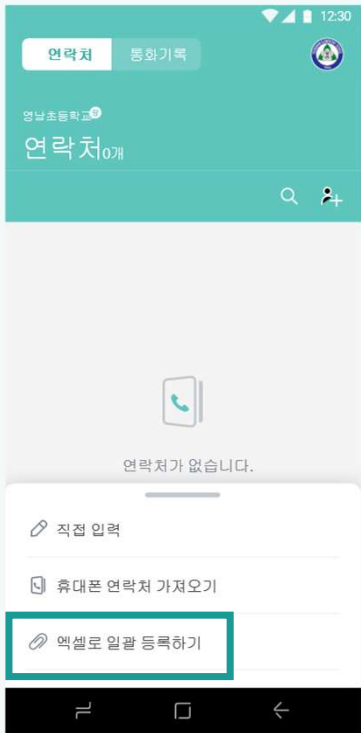 12:30
연락처 통화기록
영남초등학교
연락처0개
연락처가 없습니다.
직접 입력
휴대폰 연락처 가져오기
엑셀로 일괄 등록하기